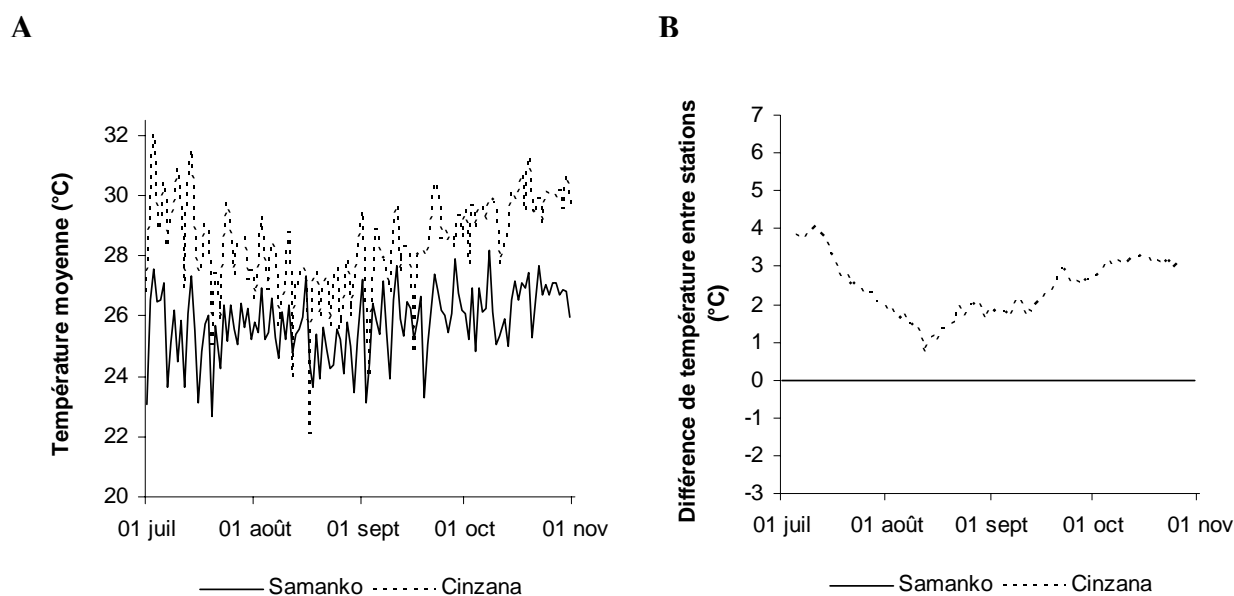 A
Température moyenne (°C)
32
30
28
26
24
22
20
01 juil
01 août
01 sept
01 oct
01 nov
Samanko
Cinzana
B
Différence de température entre stations
(°C)
7
6
5
4
3
2
1
0
-1
-2
-3
01 juil
01 août
01 sept
01 oct
01 nov
Samanko
Cinzana